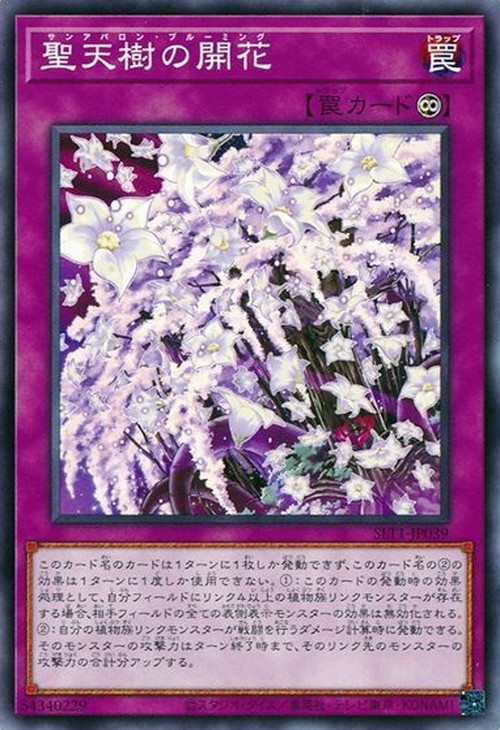 サンアバロン・ブルーミング
聖天樹の開花
トラップ
罠
【罠カード∞】
SLT1-JP039
このカード名のカードは1ターンに1枚しか発動できず、このカード名の②の
効果は1ターンに1度しか使用できない。①：このカードの発動時の効果
処理として、自分フィールドにリンク4以上の植物族リンクモンスターが存在
する場合、相手フィールドの全ての表側表示モンスターの効果は無効化される。
②：自分の植物族リンクモンスターが戦闘を行うダメージ計算時に発動できる。
そのモンスターの攻撃力はターン終了時まで、そのリンク先のモンスターの
攻撃力の合計分アップする。
54340229
©スタジオ・ダイス／集英社・テレビ東京・KONAMI